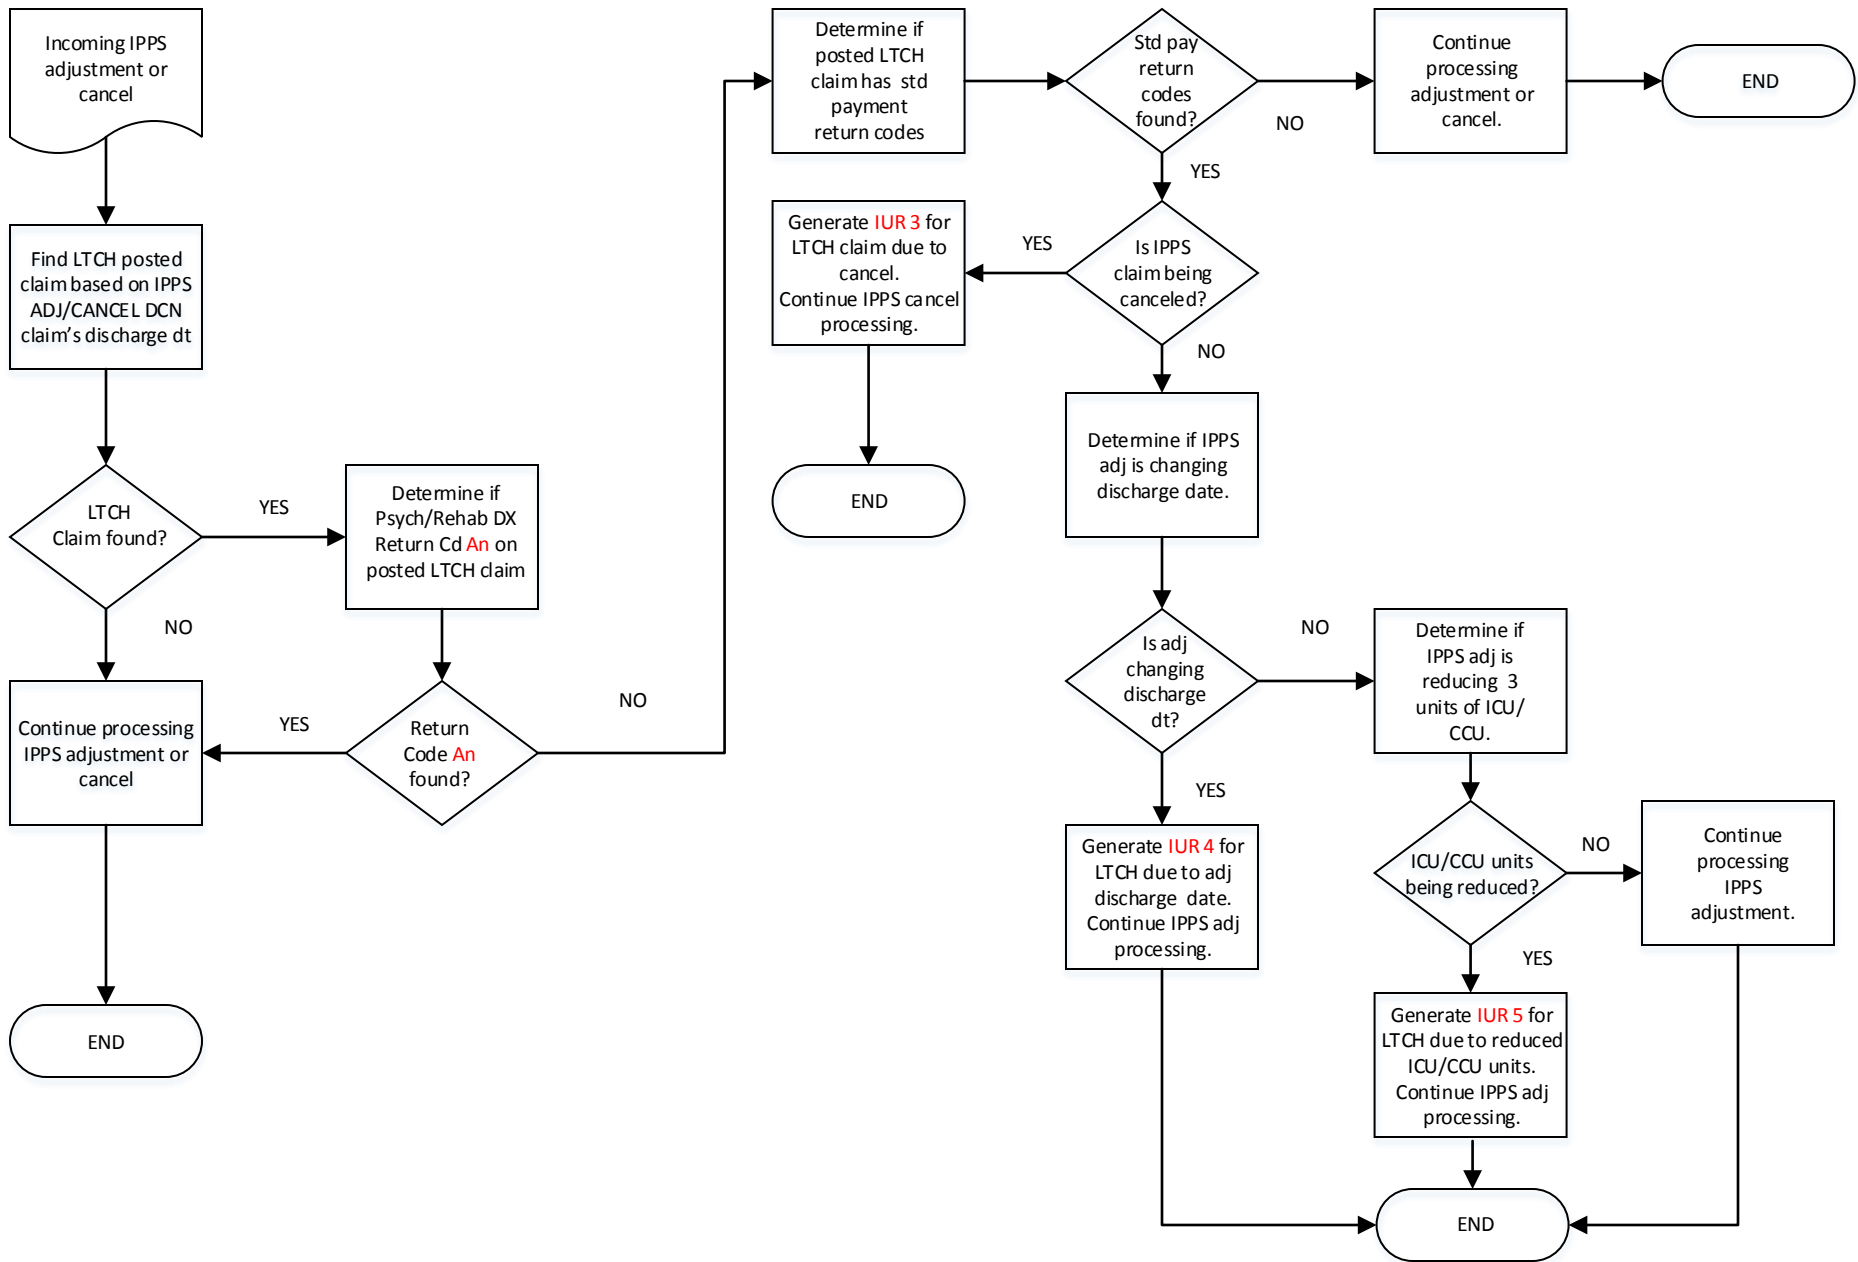 Incoming IPPS
adjustment or
cancel
Find LTCH posted
claim based on IPPS
ADJ/CANCEL DCN
claim's discharge dt
LTCH
Claim found?
YES
NO
Determine if
Psych/Rehab DX
Return Cd An on
posted LTCH claim
Return
Code An
found?
YES
NO
Continue processing
IPPS adjustment or
cancel
END
Determine if
posted LTCH
claim has std
payment
return codes
Std pay
return
codes
found?
NO
YES
Continue
processing
adjustment or
cancel.
END
Is IPPS
claim being
canceled?
YES
NO
Generate IUR 3 for
LTCH claim due to
cancel.
Continue IPPS cancel
processing.
END
Determine if IPPS
adj is changing
discharge date.
Is adj
changing
discharge
dt?
NO
YES
Determine if
IPPS adj is
reducing 3
units of ICU/
CCU.
Generate IUR 4 for
LTCH due to adj
discharge date.
Continue IPPS adj
processing.
ICU/CCU units
being reduced?
NO
YES
Continue
processing
IPPS
adjustment.
Generate IUR 5 for
LTCH due to reduced
ICU/CCU units.
Continue IPPS adj
processing.
END